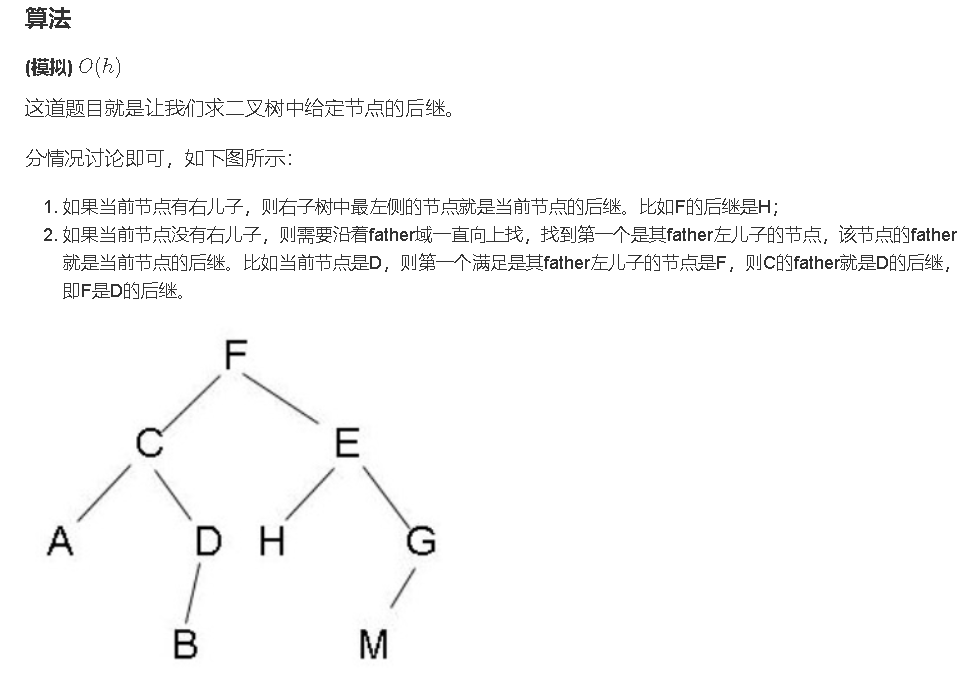 算法
(模拟) O(h)
这道题目就是让我们求二叉树中给定节点的后继。
分情况讨论即可，如下图所示：
1. 如果当前节点有右儿子，则右子树中最左侧的节点就是当前节点的后继。比如F的后继是H；
2. 如果当前节点没有右儿子，则需要沿着father域一直向上找，找到第一个是其father左儿子的节点，该节点的father
就是当前节点的后继。比如当前节点是D，则第一个满足是其father左儿子的节点是F，则C的father就是D的后继，
即F是D的后继。
F
C E
A D H G
B M